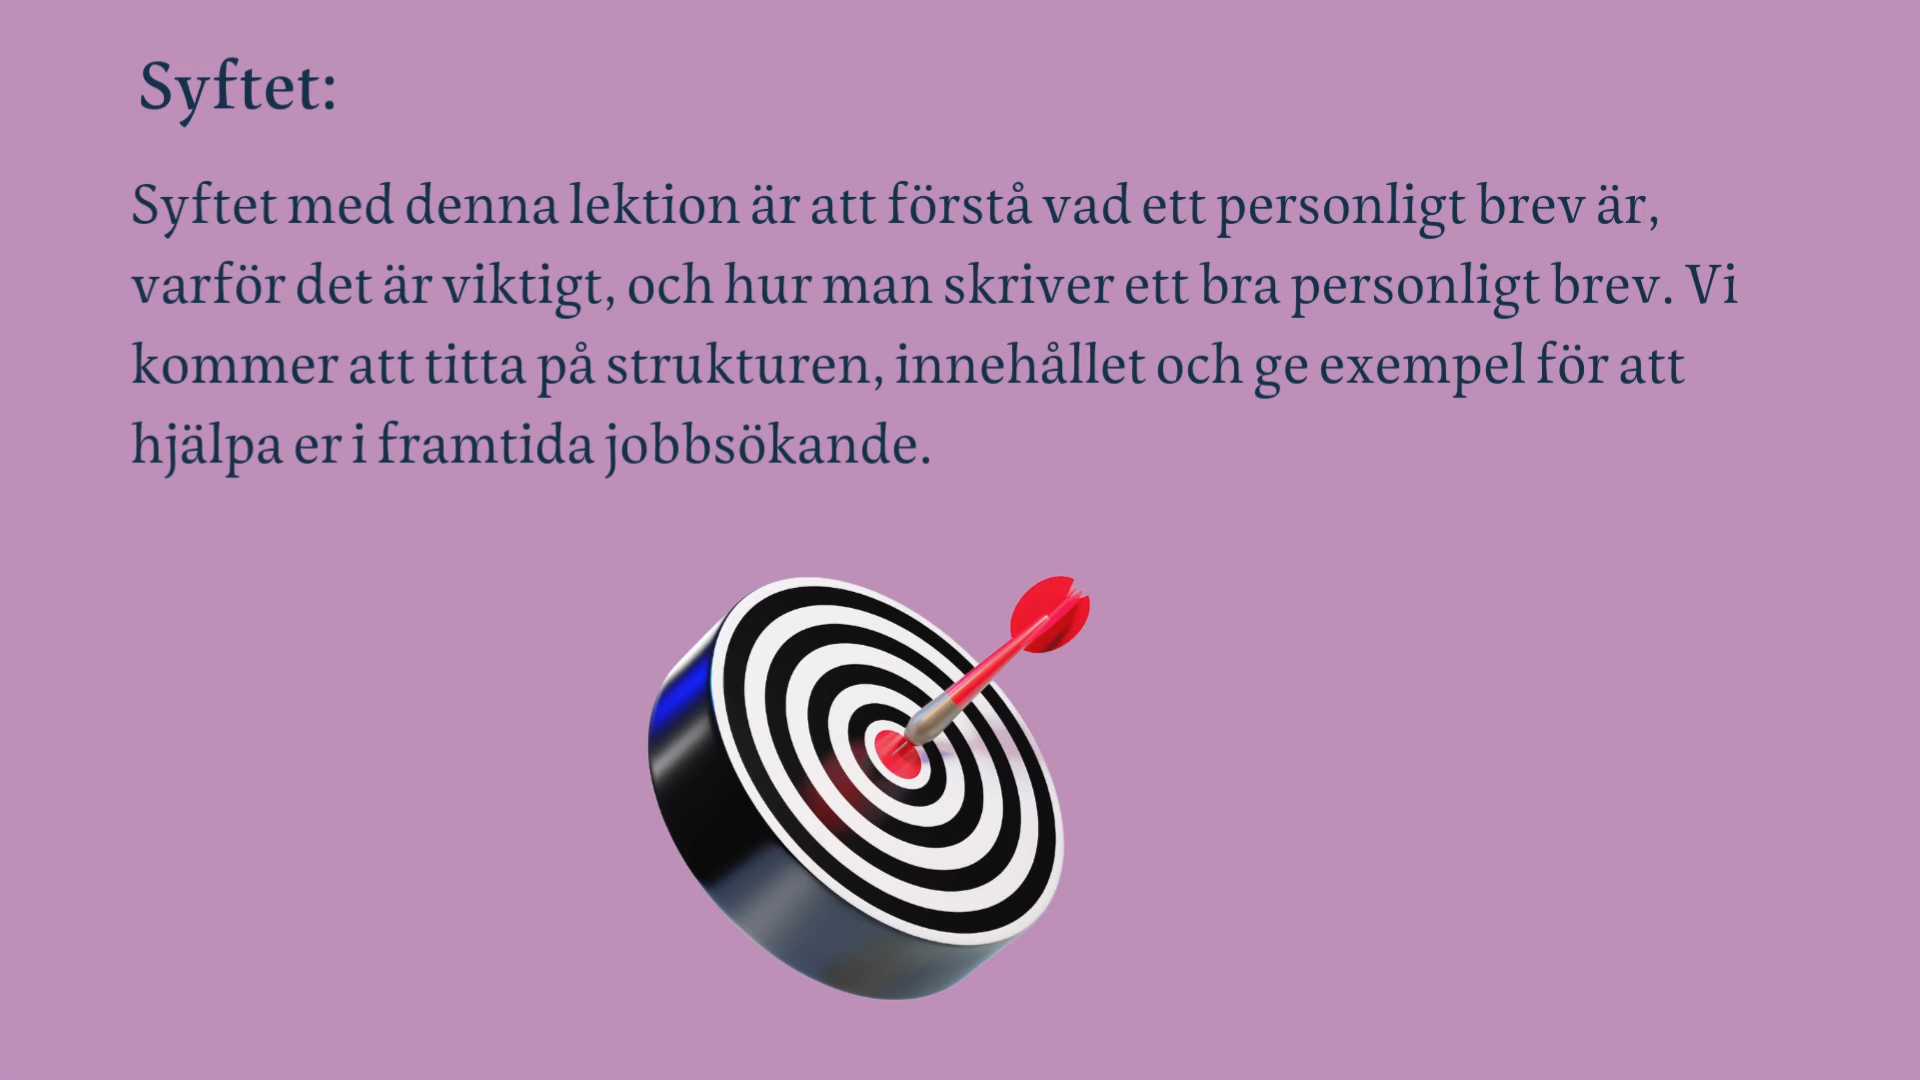 Syftet:
Syftet med denna lektion är att förstå vad ett personligt brev är,
varför det är viktigt, och hur man skriver ett bra personligt brev. Vi
kommer att titta på strukturen, innehållet och ge exempel för att
hjälpa er i framtida jobbsökande.